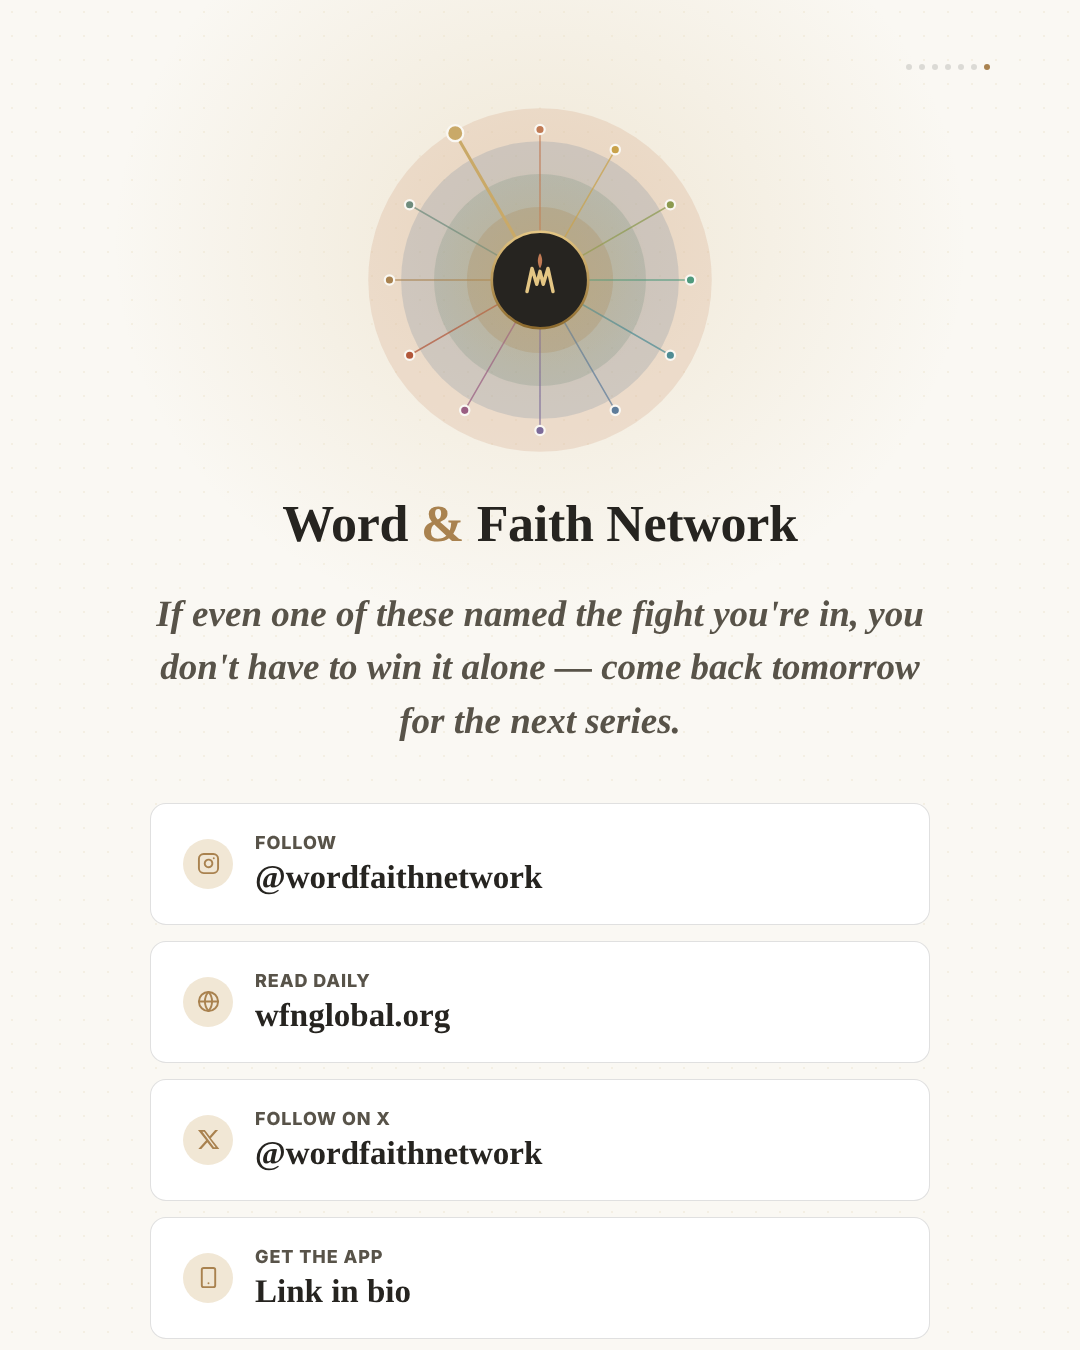 Word & Faith Network
If even one of these named the fight you're in, you
don't have to win it alone — come back tomorrow
for the next series.
FOLLOW
@wordfaithnetwork
READ DAILY
wfnglobal.org
FOLLOW ON X
@wordfaithnetwork
GET THE APP
Link in bio